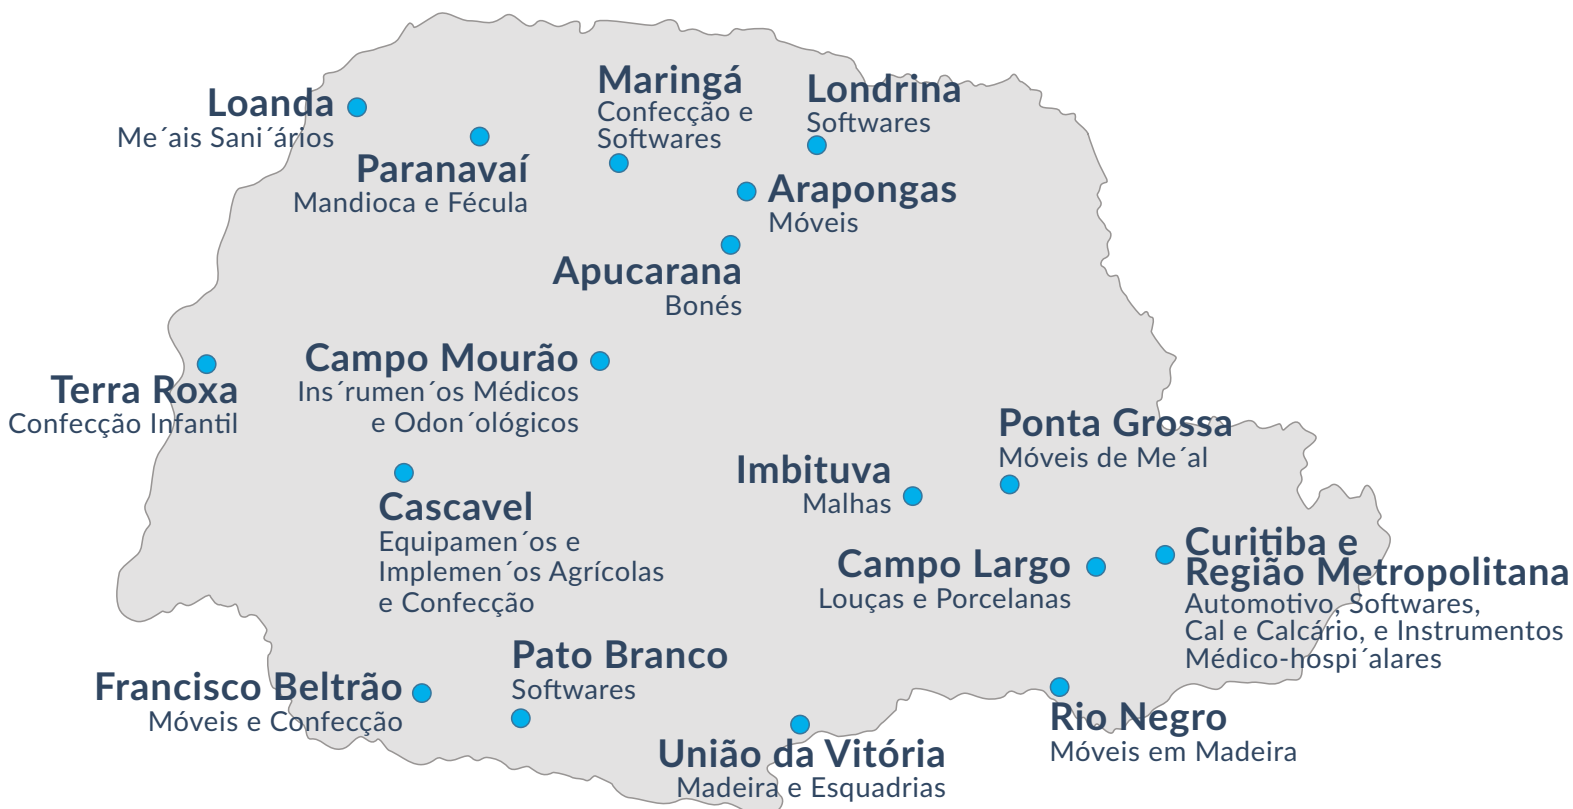 Loanda
Me´ais Sani´ários
Paranavaí
Mandioca e Fécula
Maringá
Confecção e
Softwares
Londrina
Softwares
Arapongas
Móveis
Apucarana
Bonés
Terra Roxa
Confecção Infantil
Campo Mourão
Ins´rumen´os Médicos
e Odon´ológicos
Cascavel
Equipamen´os e
Implemen´os Agrícolas
e Confecção
Imbituva
Malhas
Ponta Grossa
Móveis de Me´al
Campo Largo
Louças e Porcelanas
Curitiba e
Região Metropolitana
Automotivo, Softwares,
Cal e Calcário, e Instrumentos
Médico-hospi´alares
Francisco Beltrão
Móveis e Confecção
Pato Branco
Softwares
União da Vitória
Madeira e Esquadrias
Rio Negro
Móveis em Madeira